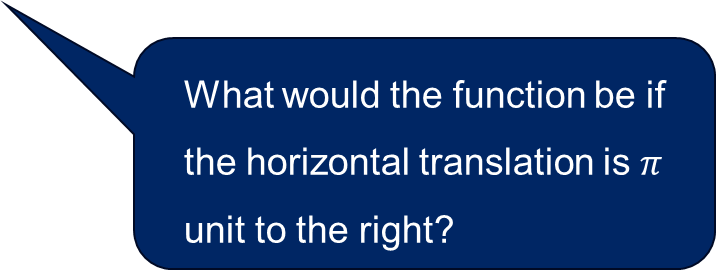 What would the function be if
the horizontal translation is 𝜋
unit to the right?